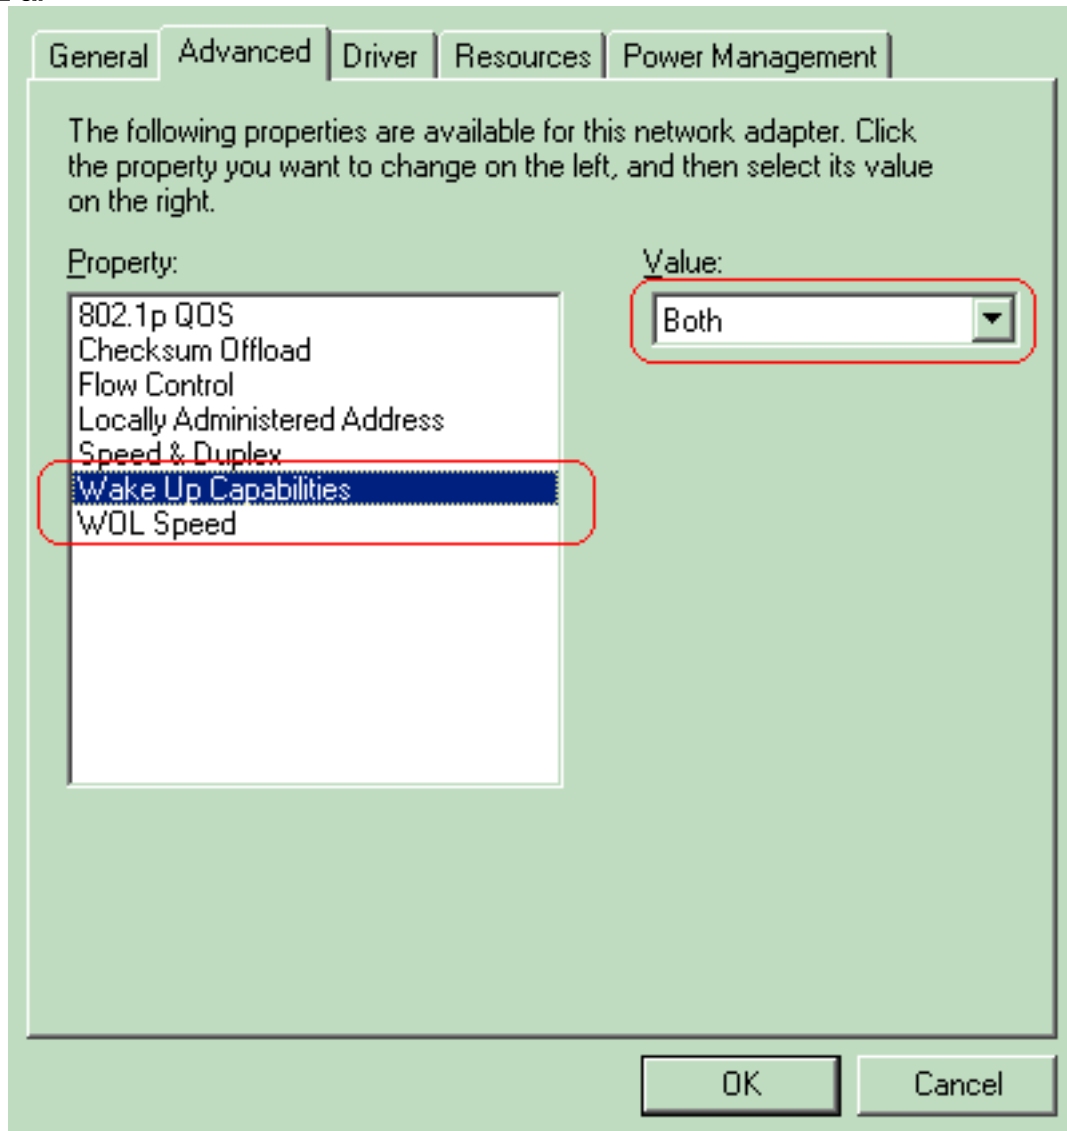 General Advanced Driver Resources Power Management
The following properties are available for this network adapter. Click
the property you want to change on the left, and then select its value
on the right.
Property:
Value:
802.1p QOS
Checksum Offload
Flow Control
Locally Administered Address
Speed & Duplex
Wake Up Capabilities
WOL Speed
Both
OK Cancel